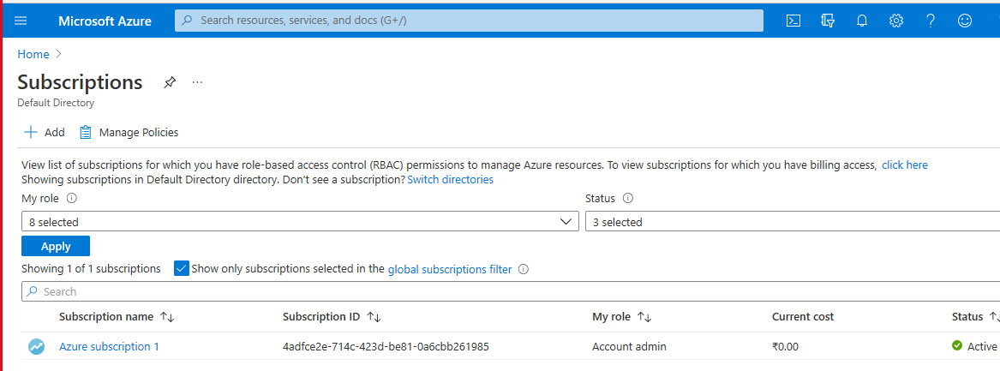 Microsoft Azure
Search resources, services, and docs (G+/)
Home
Subscriptions
Default Directory
Add Manage Policies
View list of subscriptions for which you have role-based access control (RBAC) permissions to manage Azure resources. To view subscriptions for which you have billing access, click here
Showing subscriptions in Default Directory directory. Don't see a subscription? Switch directories
My role Status
8 selected 3 selected
Apply
Showing 1 of 1 subscriptions Show only subscriptions selected in the global subscriptions filter
Search
Subscription name Subscription ID My role Current cost Status
Azure subscription 1 4adfce2e-714c-423d-be81-0a6cbb261985 Account admin ₹0.00 Active